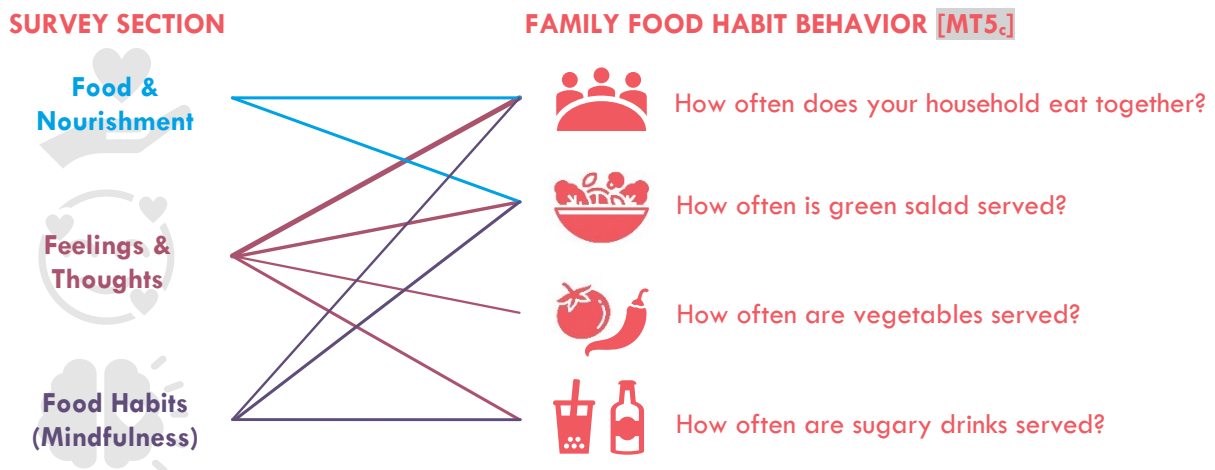 SURVEY SECTION
FAMILY FOOD HABIT BEHAVIOR [MT5c]
Food &
Nourishment
How often does your household eat together?
How often is green salad served?
Feelings &
Thoughts
How often are vegetables served?
Food Habits
(Mindfulness)
How often are sugary drinks served?